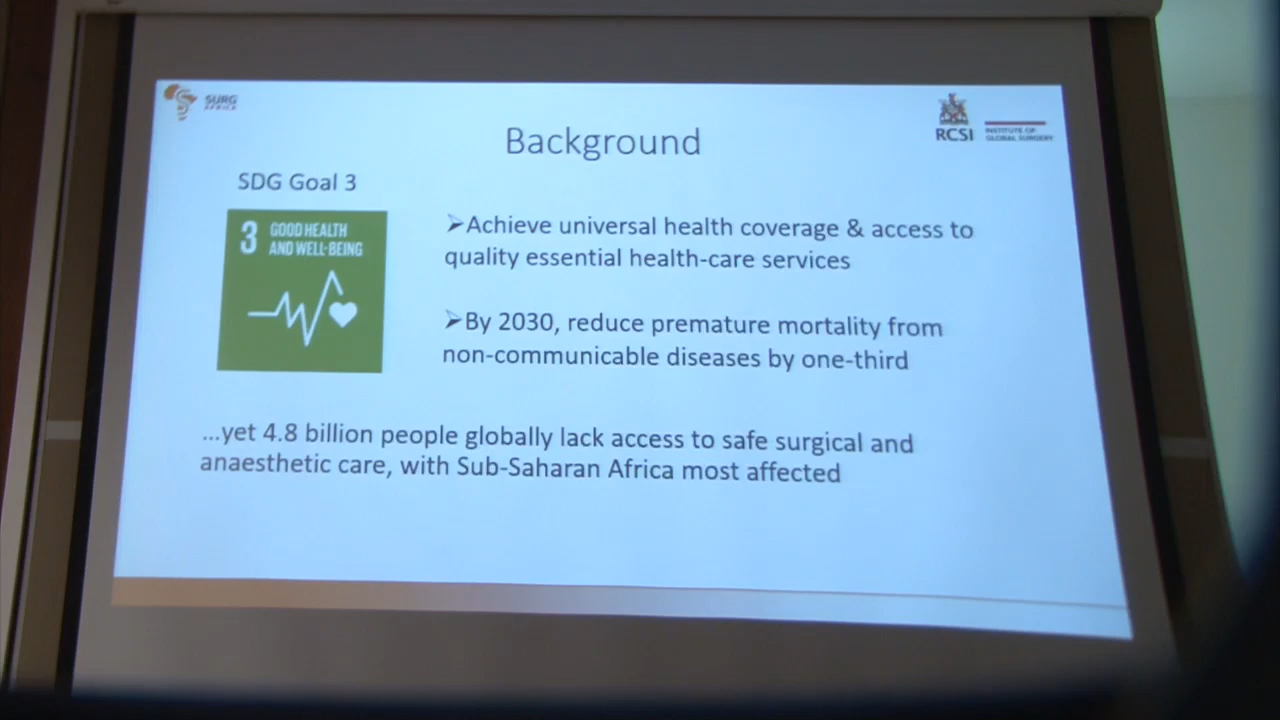 SURG
AFRICA
RCSI
INSTITUTE OF
GLOBAL SURGERY
Background
SDG Goal 3
3 GOOD HEALTH
AND WELL-BEING
➢Achieve universal health coverage & access to
quality essential health-care services
➢By 2030, reduce premature mortality from
non-communicable diseases by one-third
...yet 4.8 billion people globally lack access to safe surgical and
anaesthetic care, with Sub-Saharan Africa most affected